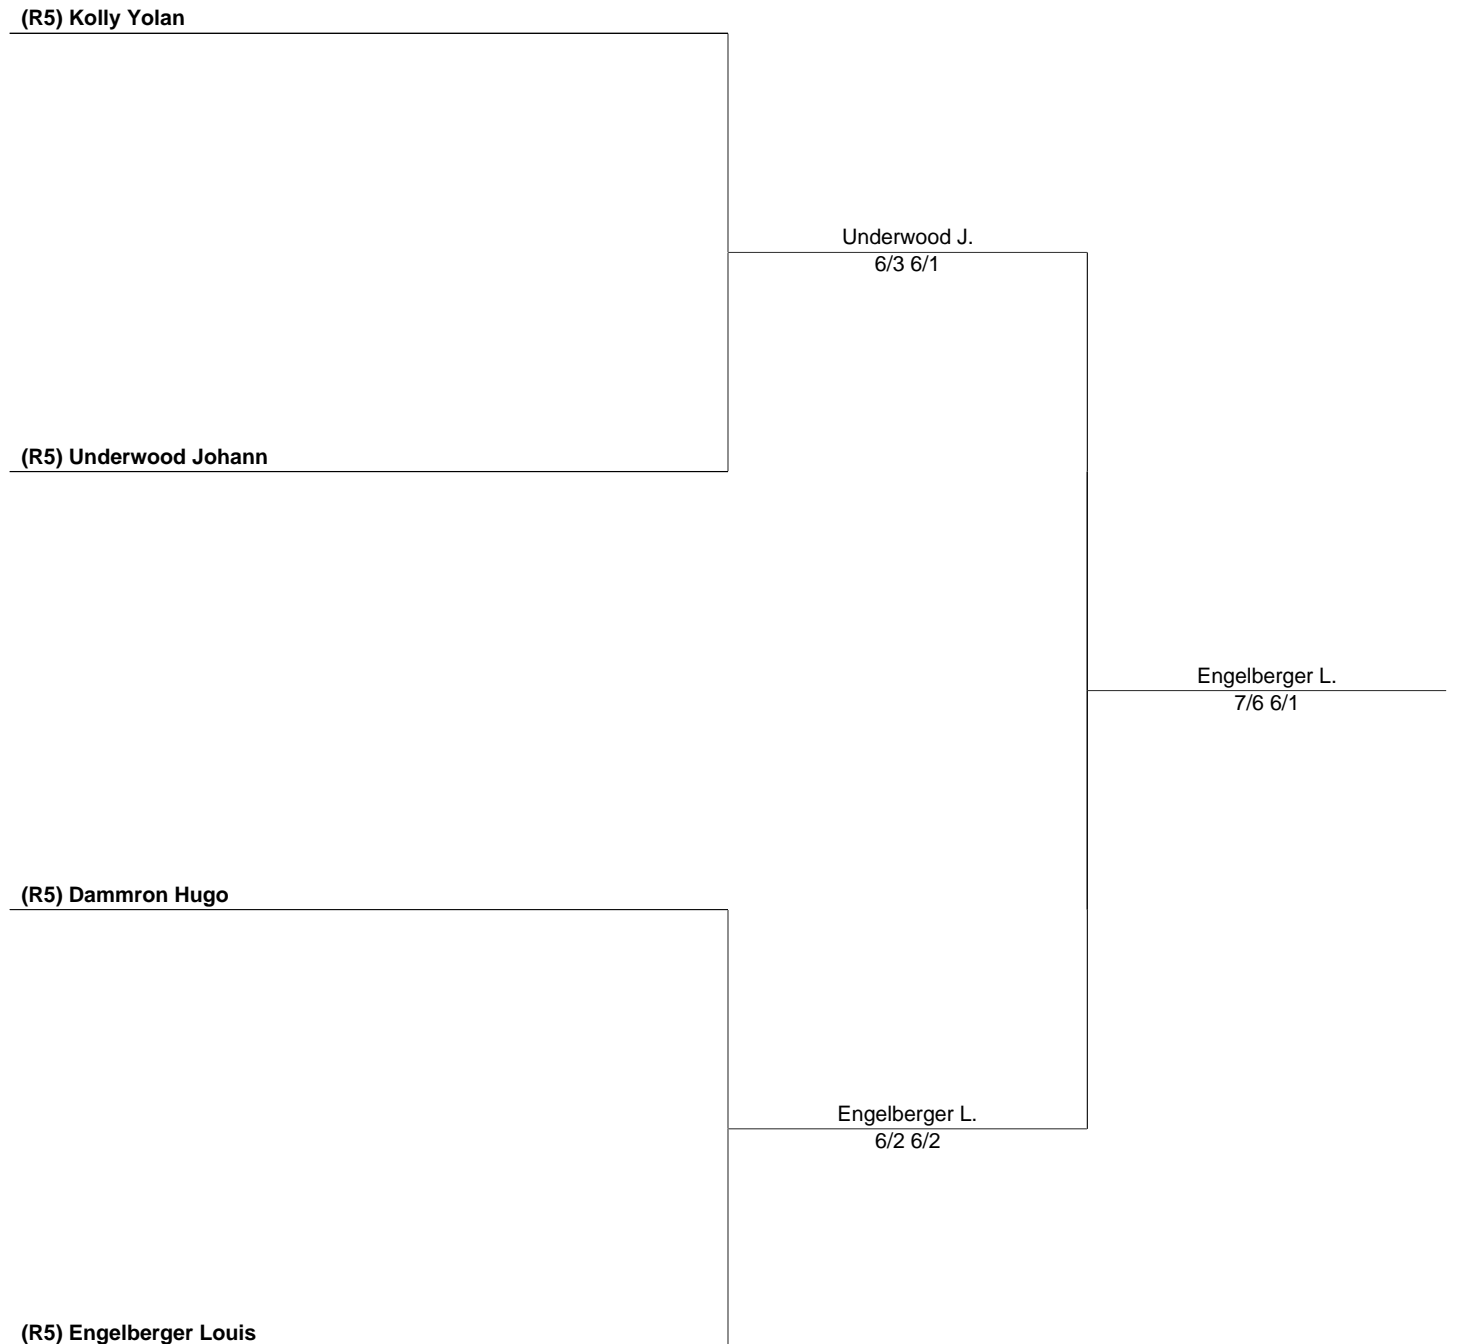 (R5) Kolly Yolan
Underwood J.
6/3 6/1
(R5) Underwood Johann
Engelberger L.
7/6 6/1
(R5) Dammron Hugo
Engelberger L.
6/2 6/2
(R5) Engelberger Louis